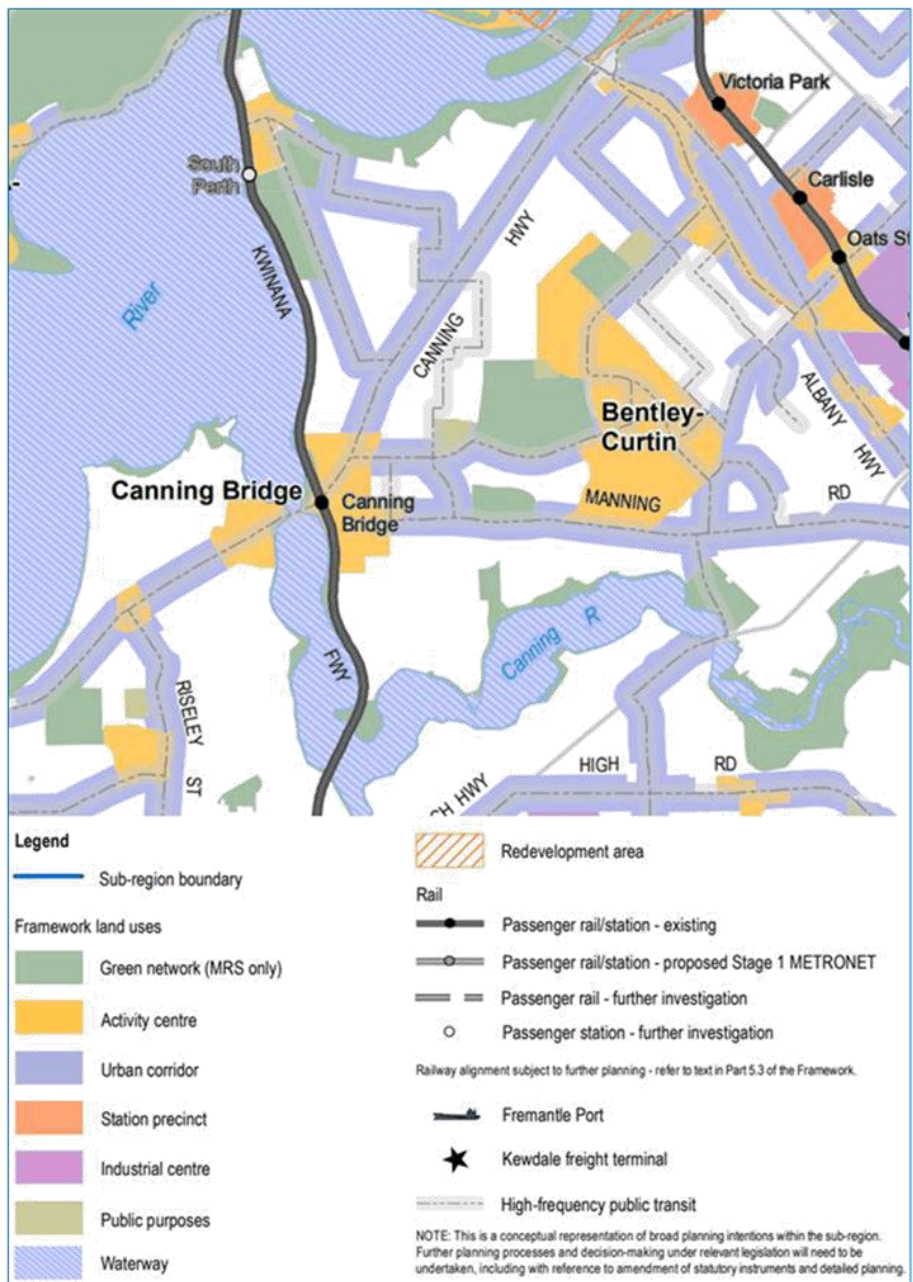 Victoria Park
South
Perth
Carlisle
Oats St
HWY
KWINANA
River
CANNING
ALBANY
Bentley-
Curtin
HWY
Canning Bridge
Canning
Bridge
MANNING
RD
Canning R
FWY
RISELEY
ST
HIGH
RD
CH HWY
Legend
Sub-region boundary
Framework land uses
Green network (MRS only)
Activity centre
Urban corridor
Station precinct
Industrial centre
Public purposes
Waterway
Redevelopment area
Rail
Passenger rail/station - existing
Passenger rail/station - proposed Stage 1 METRONET
Passenger rail - further investigation
Passenger station - further investigation
Railway alignment subject to further planning - refer to text in Part 5.3 of the Framework.
Fremantle Port
Kewdale freight terminal
High-frequency public transit
NOTE: This is a conceptual representation of broad planning intentions within the sub-region.
Further planning processes and decision-making under relevant legislation will need to be
undertaken, including with reference to amendment of statutory instruments and detailed planning.